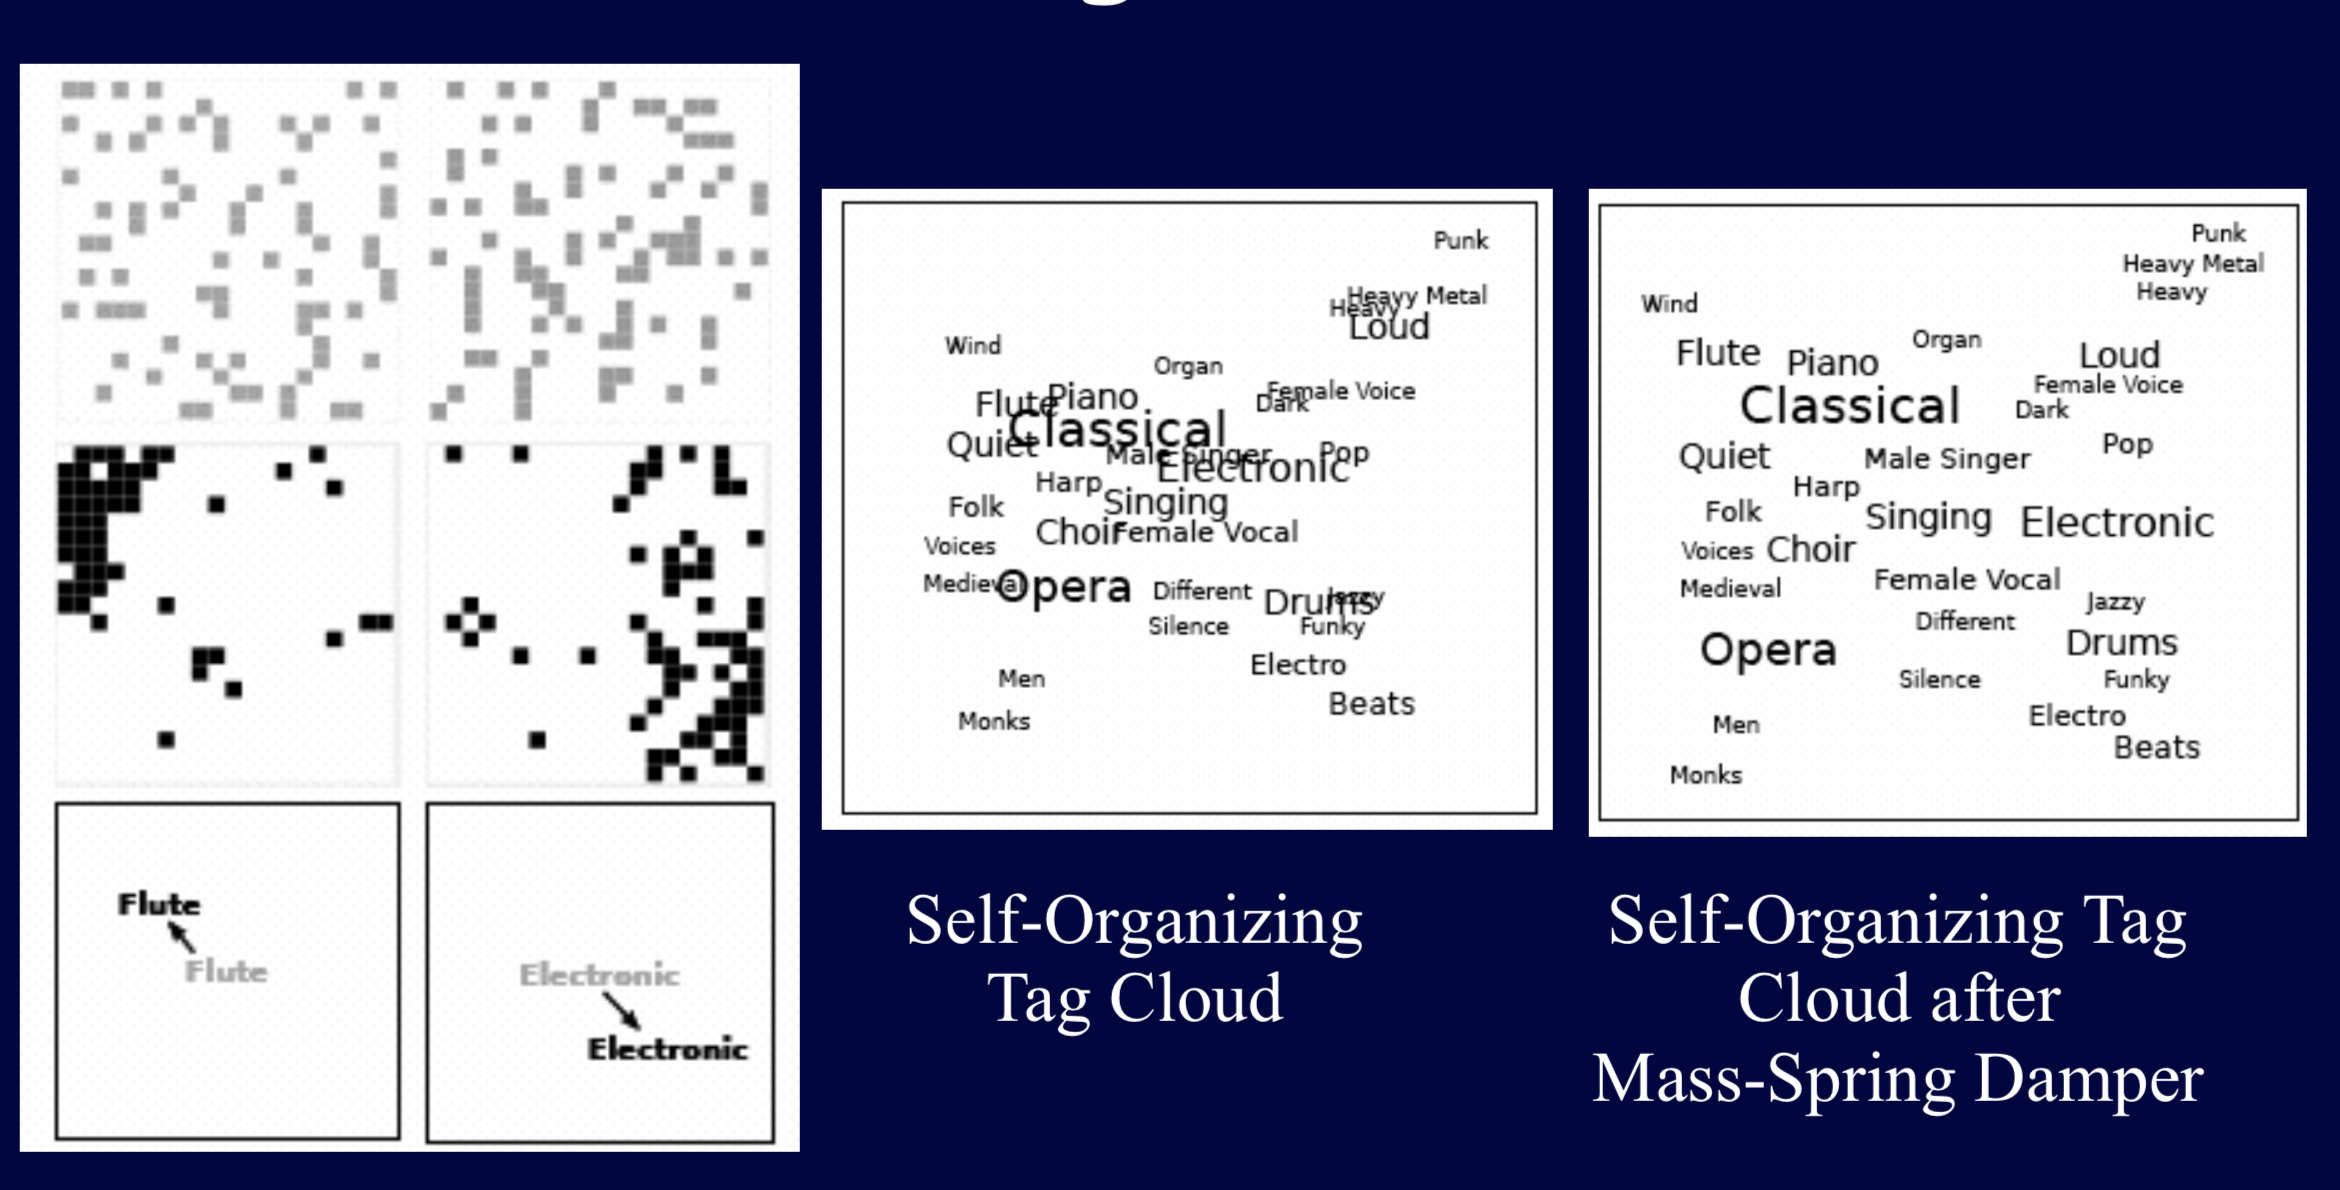 Flute
Flute
Electronic
Electronic
Punk
Heavy Metal
Heavy
Loud
Wind
Organ
Female Voice
Dark
Piano
Flute
Classical
Quiet
Male Singer
Pop
Electronic
Harp
Singing
Folk
Choir
Female Vocal
Voices
Medieval
Opera
Different
Drums
Jazzy
Silence
Funky
Electro
Men
Beats
Monks
Punk
Heavy Metal
Heavy
Wind
Organ
Flute
Piano
Loud
Female Voice
Classical
Dark
Pop
Quiet
Male Singer
Harp
Folk
Singing
Electronic
Voices
Choir
Female Vocal
Medieval
Jazzy
Different
Drums
Opera
Silence
Funky
Electro
Men
Beats
Monks
Self-Organizing
Tag Cloud
Self-Organizing Tag
Cloud after
Mass-Spring Damper